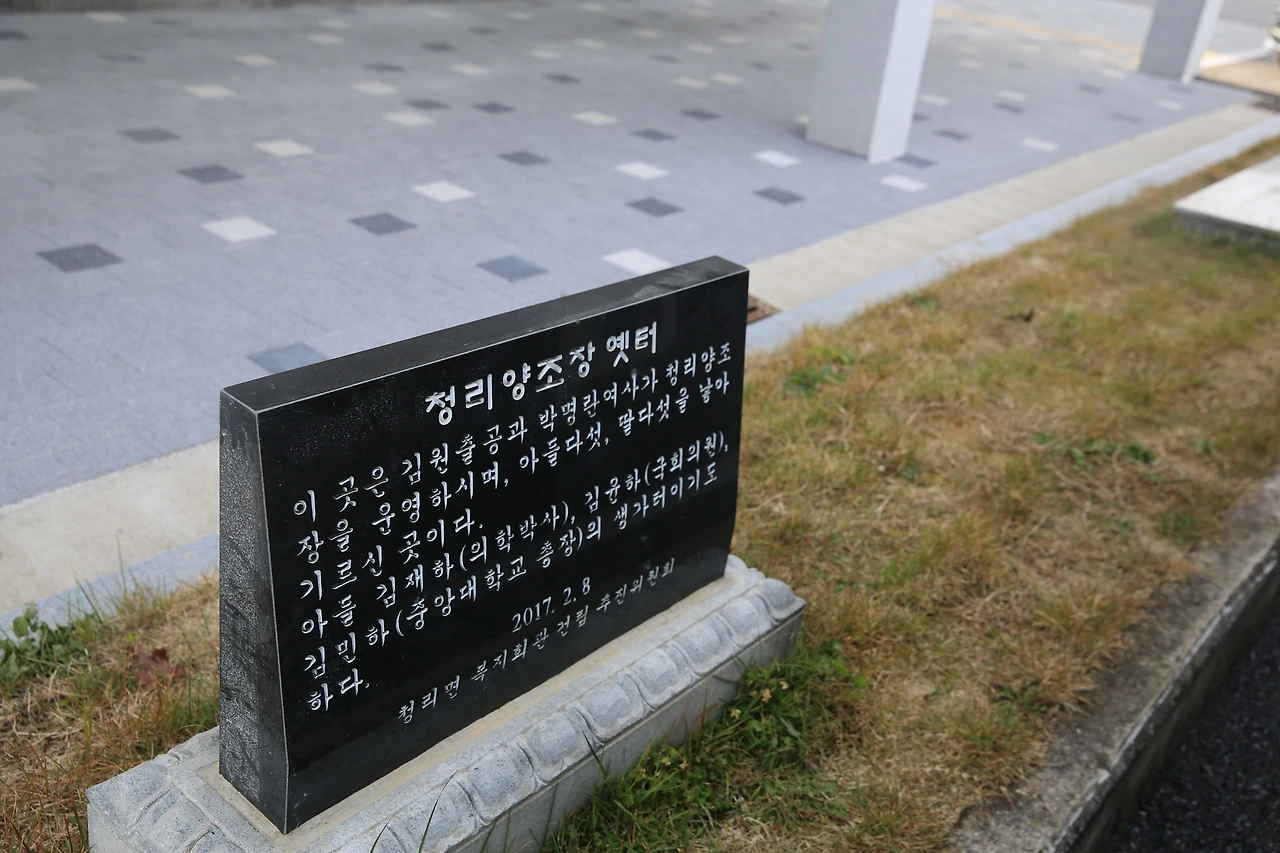 청리양조장 옛터
이 곳은 김원출공과 박명란여사가 청리양조
장을 운영하시며, 아들다섯, 딸다섯을 낳아
기르신 곳이다.
아들 김재하(의학박사), 김윤하(국회의원),
김민하(중앙대학교 총장)의 생가터이기도
하다.
2017. 2. 8
청리면 복지회관 건립 추진위원회